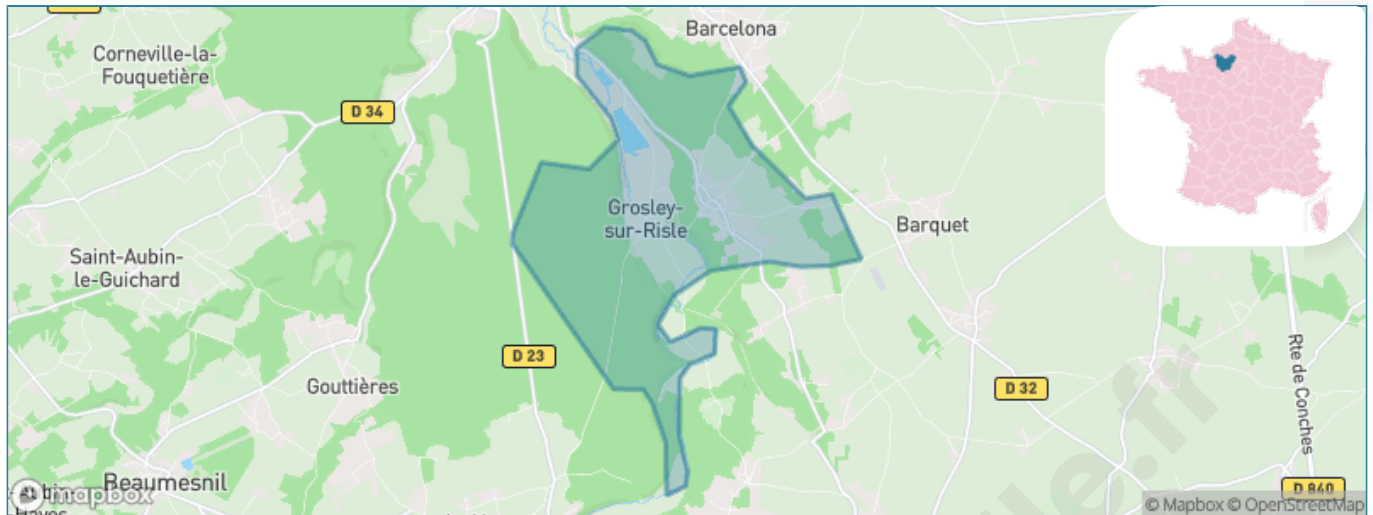 Corneville-la-
Fouquetière
Barcelona
D 34
Grosley-
sur-Risle
Barquet
Saint-Aubin-
le-Guichard
D 23
Gouttières
D 32
Rte de Conches
Beaumesnil
D 840
mapbox
© Mapbox © OpenStreetMap